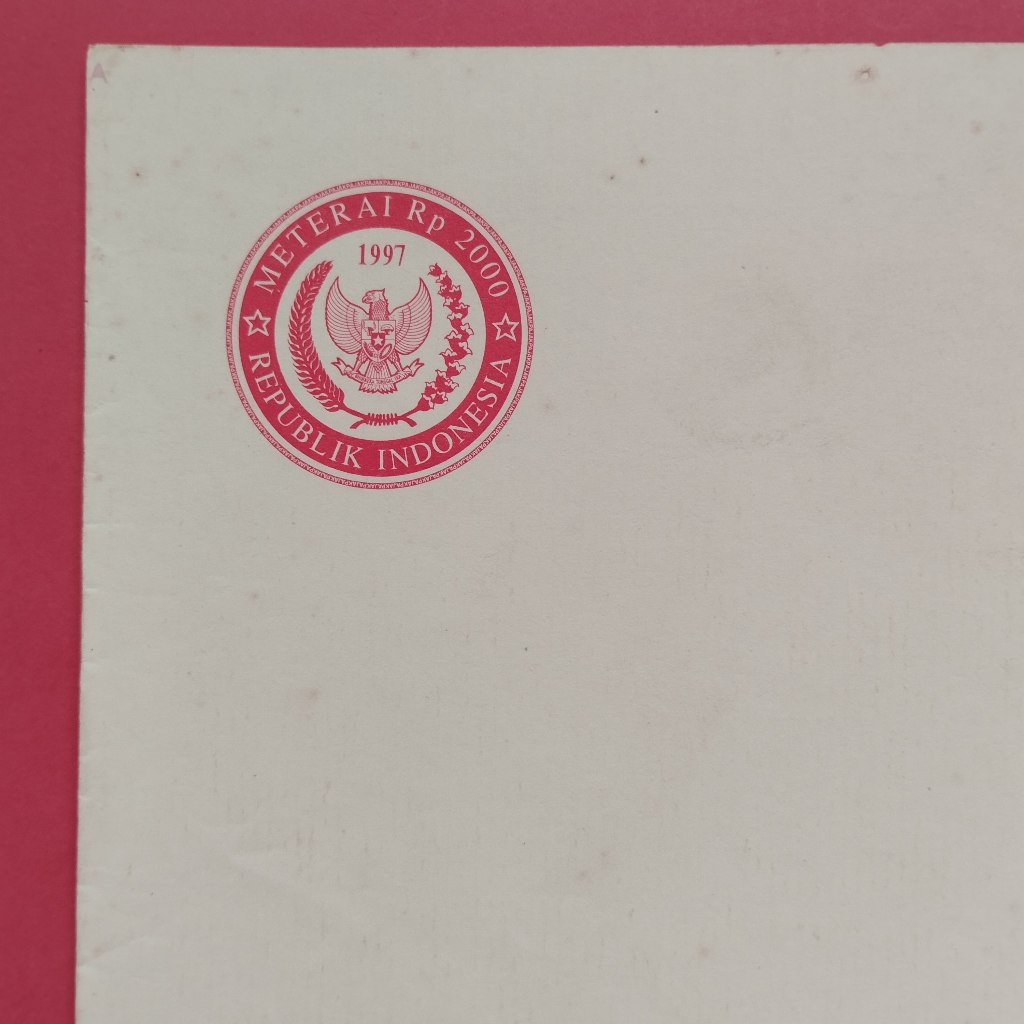 METERAI Rp 2000
1997
REPUBLIK INDONESIA